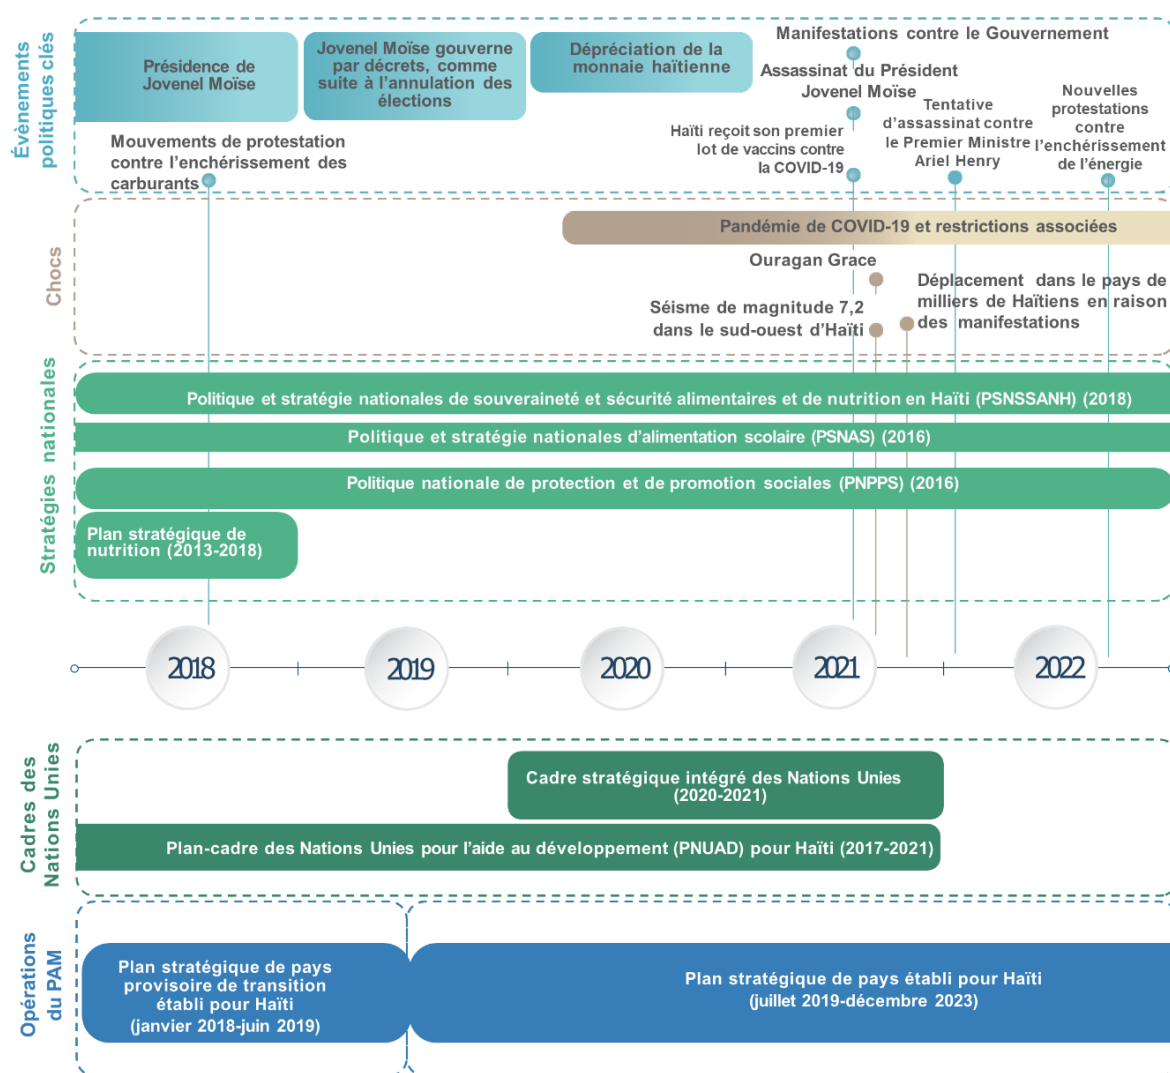 Évènements
politiques clés
Présidence de
Jovenel Moïse
Jovenel Moïse gouverne
par décrets, comme
suite à l'annulation des
élections
Dépréciation de la
monnaie haïtienne
Manifestations contre le Gouvernement
Assassinat du Président
Jovenel Moïse
Haïti reçoit son premier
lot de vaccins contre
la COVID-19
Tentative
d'assassinat contre
le Premier Ministre
Ariel Henry
Nouvelles
protestations
contre
l'enchérissement
de l'énergie
Mouvements de protestation
contre l'enchérissement des
carburants
Chocs
Pandémie de COVID-19 et restrictions associées
Ouragan Grace
Séisme de magnitude 7,2
dans le sud-ouest d'Haïti
Déplacement dans le pays de
milliers de Haïtiens en raison
des manifestations
Stratégies nationales
Politique et stratégie nationales de souveraineté et sécurité alimentaires et de nutrition en Haïti (PSNSSANH) (2018)
Politique et stratégie nationales d'alimentation scolaire (PSNAS) (2016)
Politique nationale de protection et de promotion sociales (PNPPS) (2016)
Plan stratégique de
nutrition (2013-2018)
2018
2019
2020
2021
2022
Cadres des
Nations Unies
Cadre stratégique intégré des Nations Unies
(2020-2021)
Plan-cadre des Nations Unies pour l'aide au développement (PNUAD) pour Haïti (2017-2021)
Opérations
du PAM
Plan stratégique de pays
provisoire de transition
établi pour Haïti
(janvier 2018-juin 2019)
Plan stratégique de pays établi pour Haïti
(juillet 2019-décembre 2023)